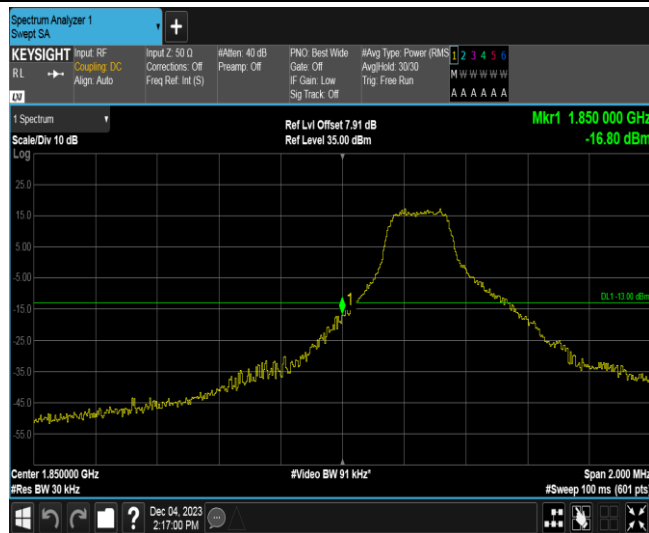 Spectrum Analyzer 1
Swept SA
+
KEYSIGHT
RL
Input: RF
Coupling: DC
Align: Auto
Input Z: 50 Ω
Corrections: Off
Freq Ref: Int (S)
#Atten: 40 dB
Preamp: Off
PNO: Best Wide
Gate: Off
IF Gain: Low
Sig Track: Off
#Avg Type: Power (RMS
Avg|Hold: 30/30
Trig: Free Run
1 2 3 4 5 6
M W W W W W
A A A A A A
1 Spectrum
Scale/Div 10 dB
Log
Ref Lvl Offset 7.91 dB
Ref Level 35.00 dBm
Mkr1 1.850 000 GHz
-16.80 dBm
25.0
15.0
5.00
-5.00
-15.0
-25.0
-35.0
-45.0
-55.0
1
DL1 -13.00 dBm
Center 1.850000 GHz
#Video BW 91 kHz*
Span 2.000 MHz
#Res BW 30 kHz
#Sweep 100 ms (601 pts)
?
Dec 04, 2023
2:17:00 PM